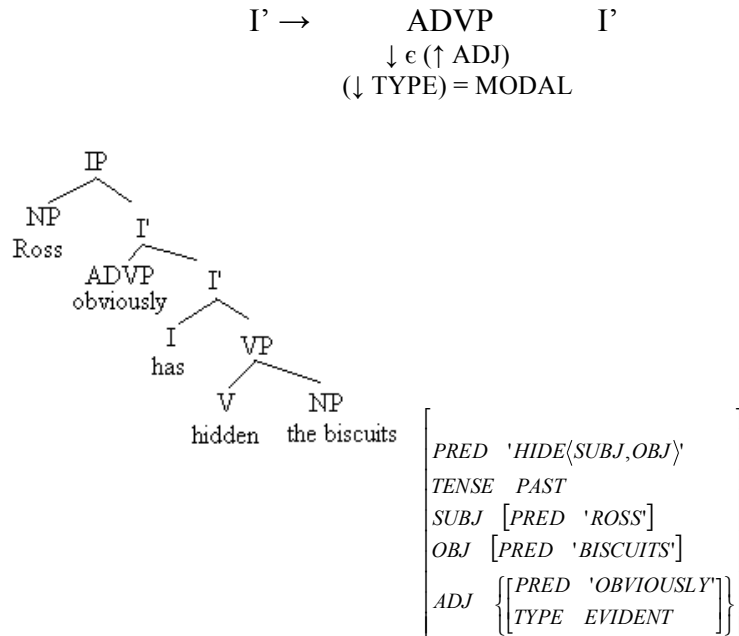 I’ → ADVP I’
↓ ϵ (↑ ADJ)
(↓ TYPE) = MODAL
IP
NP I'
Ross
ADVP I'
obviously
I VP
has
V NP
hidden the biscuits
PRED 'HIDE⟨SUBJ,OBJ⟩'
TENSE PAST
SUBJ [PRED 'ROSS']
OBJ [PRED 'BISCUITS']
ADJ {[PRED 'OBVIOUSLY'
TYPE EVIDENT]}